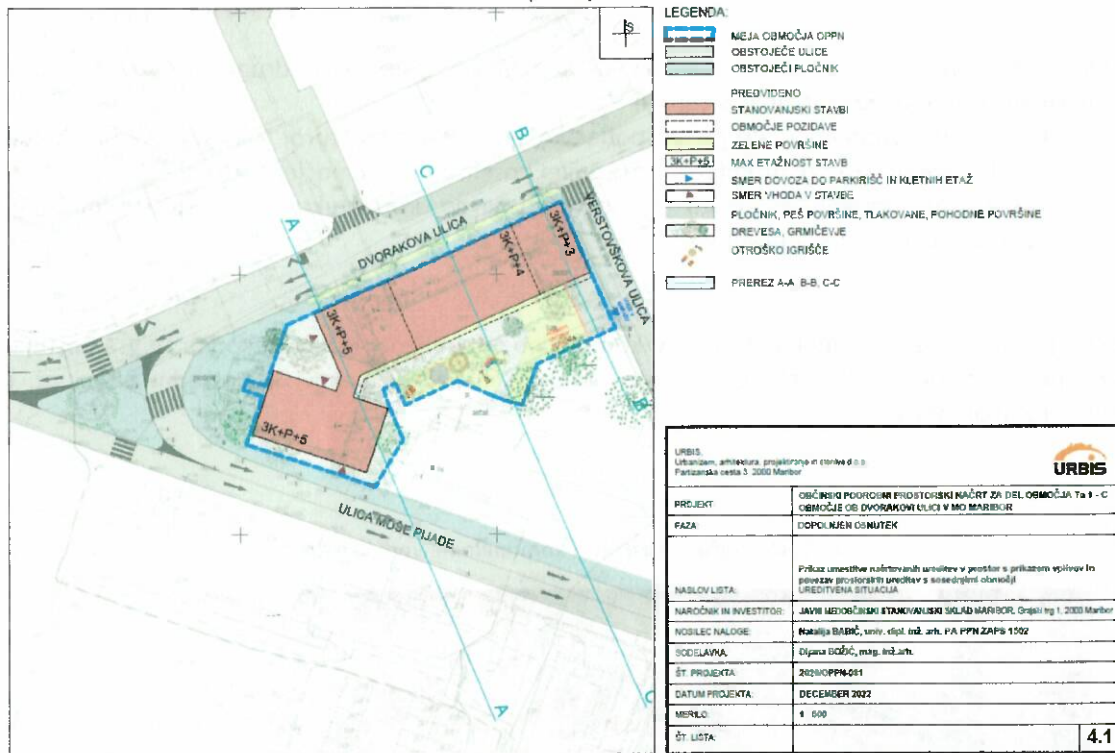 S
LEGENDA:
MEJA OBMOČJA OPPN
OBSTOJEČE ULICE
OBSTOJEČI PLOČNIK
PREDVIDENO
STANOVANJSKI STAVBI
OBMOČJE POZIDAVE
ZELENE POVRŠINE
3K+P+5 MAX ETAŽNOST STAVB
SMER DOVOZA DO PARKIRIŠČ IN KLETNIH ETAŽ
SMER VHODA V STAVBE
PLOČNIK, PEŠ POVRŠINE, TLAKOVANE, POHODNE POVRŠINE
DREVESA, GRMIČEVJE
OTROŠKO IGRIŠČE
PREREZ A-A, B-B, C-C
B
C
A
DVORAKOVA ULICA
VERSTOVŠKOVA ULICA
3K+P+3
3K+P+4
3K+P+5
3K+P+5
ULICA MOŠE PIJADE
B
A
C
URBIS,
Urbanizem, arhitektura, projektiranje in storitve d.o.o.
Partizanska cesta 3, 2000 Maribor
URBIS
PROJEKT OBČINSKI PODROBNI PROSTORSKI NAČRT ZA DEL OBMOČJA Ta 1 - C
OBMOČJE OB DVORAKOVI ULICI V MO MARIBOR
FAZA: DOPOLNJEN OSNUTEK
Prikaz umestitve načrtovanih ureditev v prostor s prikazom vplivov in
povezav prostorskih ureditev s sosednjimi območji
NASLOV LISTA: UREDITVENA SITUACIJA
NAROČNIK IN INVESTITOR: JAVNI MEDOBČINSKI STANOVANJSKI SKLAD MARIBOR, Grajski trg 1, 2000 Maribor
NOSILEC NALOGE: Natalija BABIČ, univ. dipl. inž. arh. PA PPN ZAPS 1502
SODELAVKA: Dijana BOŽIĆ, mag. inž. arh.
ŠT. PROJEKTA: 2020/OPPN-081
DATUM PROJEKTA: DECEMBER 2022
MERILO: 1 : 500
ŠT. LISTA: 4.1